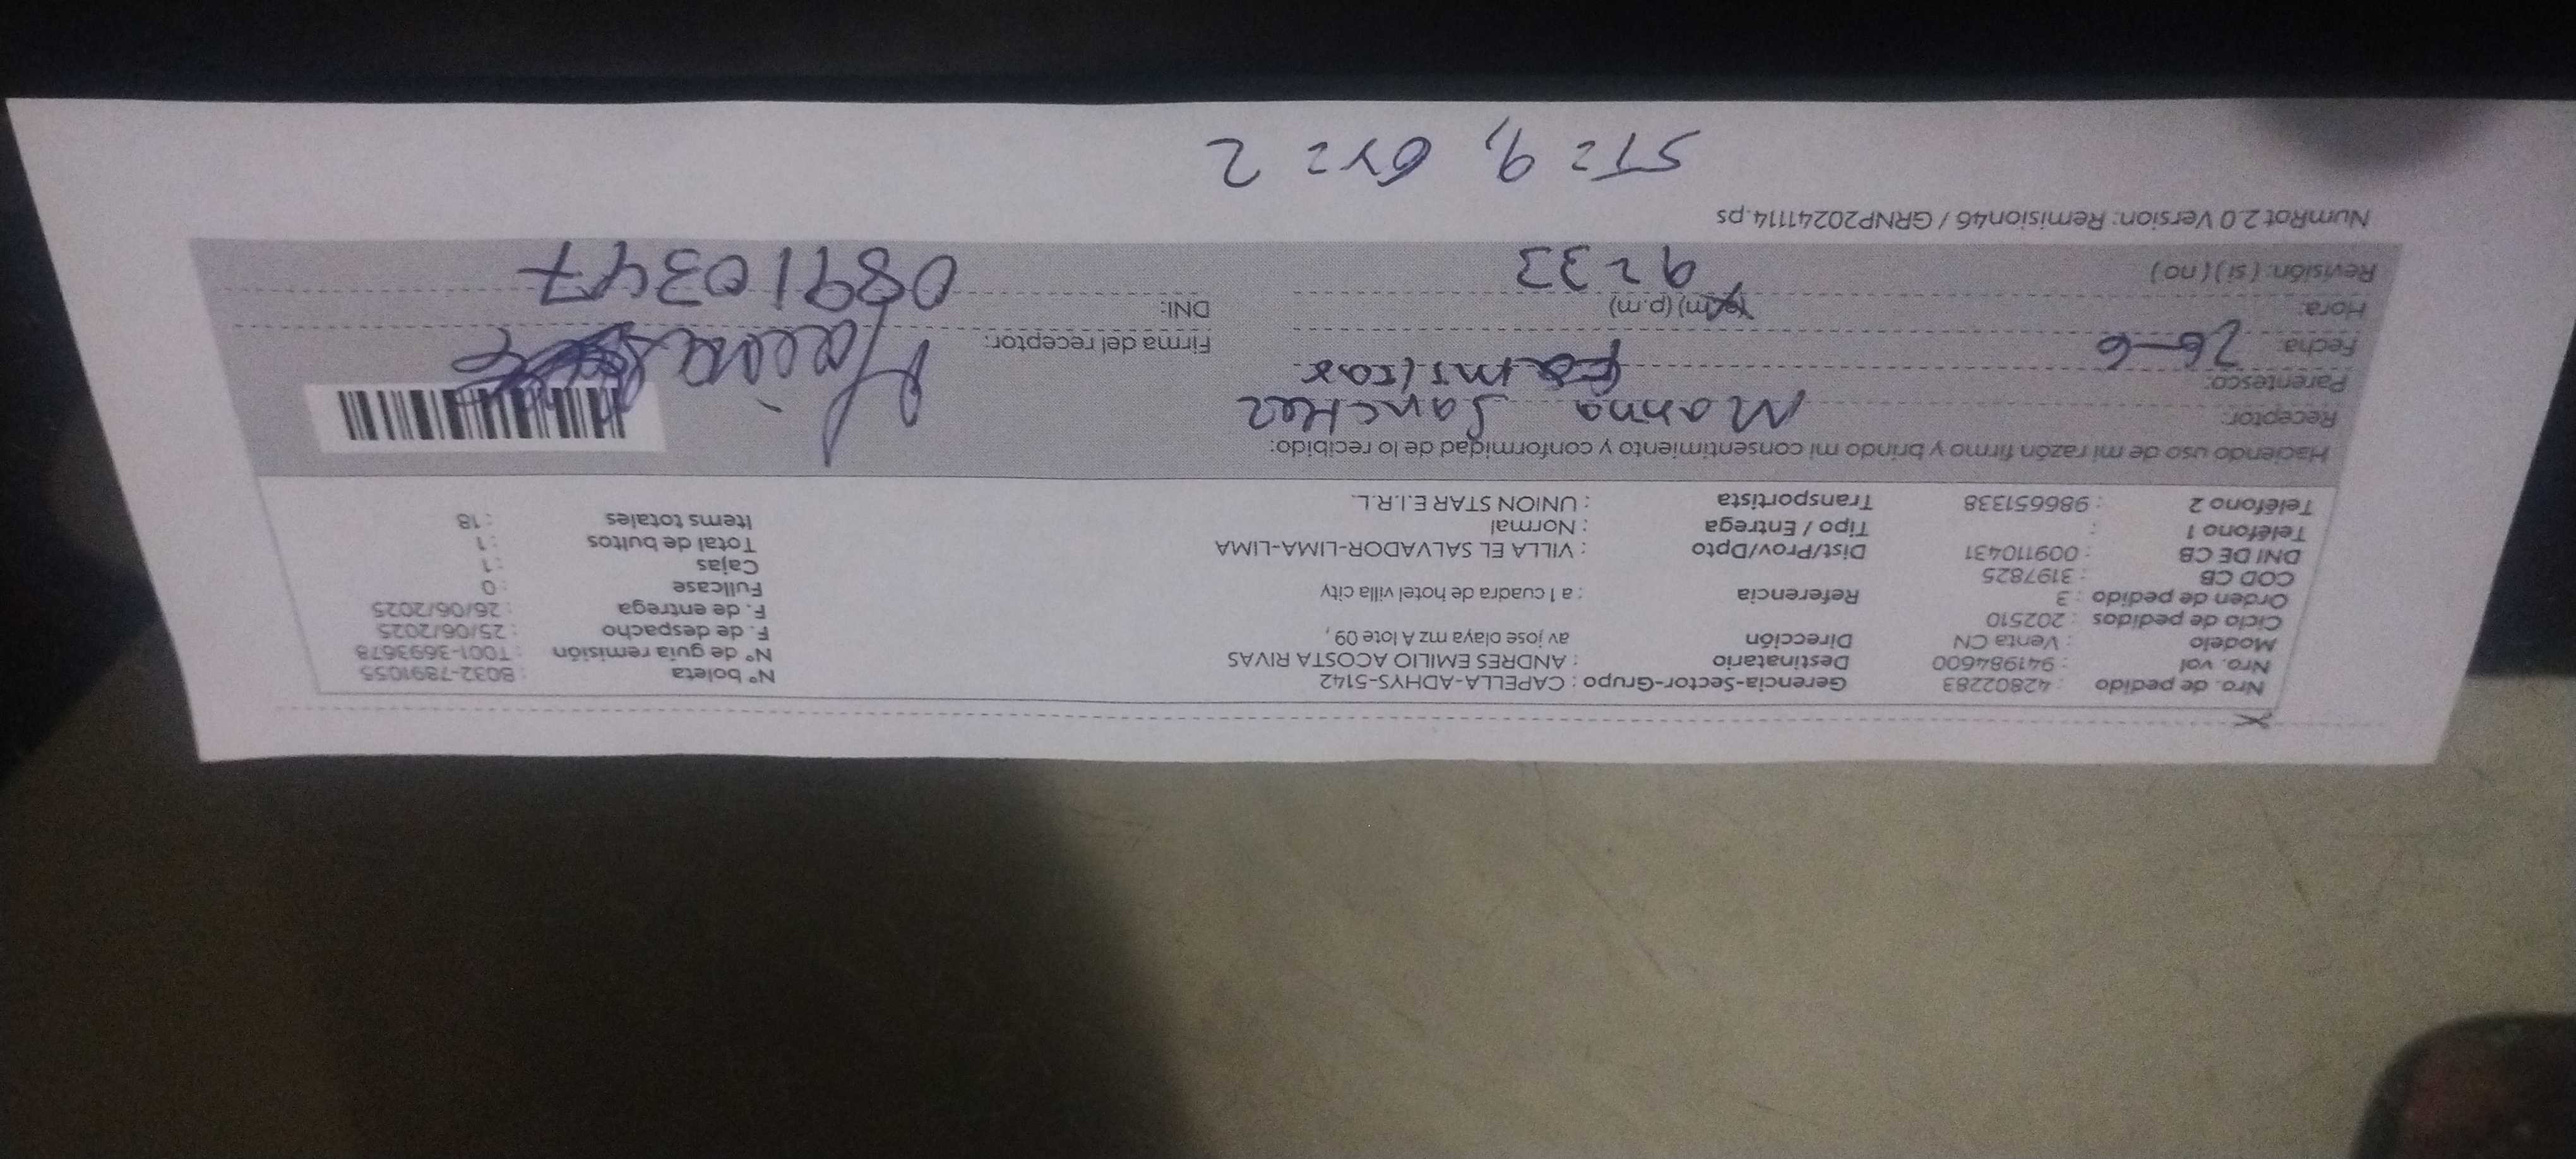 Nro. de pedido : 42802283 Gerencia-Sector-Grupo : CAPELLA-ADHYS-5142 N° boleta : B032-7891055
Nro. vol : 941984600 Destinatario : ANDRES EMILIO ACOSTA RIVAS N° de guía remisión : T001-3693678
Modelo : Venta CN Dirección av jose olaya mz A lote 09 , F. de despacho : 25/06/2025
Ciclo de pedidos : 202510 F. de entrega : 26/06/2025
Orden de pedido : 3 Referencia : a 1 cuadra de hotel villa city Fullcase : 0
COD CB : 3197825 Cajas : 1
DNI DE CB : 009110431 Dist/Prov/Dpto : VILLA EL SALVADOR-LIMA-LIMA Total de bultos : 1
Teléfono 1 : Tipo / Entrega : Normal Items totales : 18
Teléfono 2 : 986651338 Transportista : UNION STAR E.I.R.L.
Haciendo uso de mi razón firmo y brindo mi consentimiento y conformidad de lo recibido:
Receptor: Marina Sanchez
Parentesco: Familiar
Fecha: 26-6 Firma del receptor:
Hora: (a.m) (p.m) DNI: 08910347
Revisión: ( si ) ( no ) 9=33
NumRot 2.0 Version: Remision46 / GRNP20241114.ps
ST= 9, GY= 2